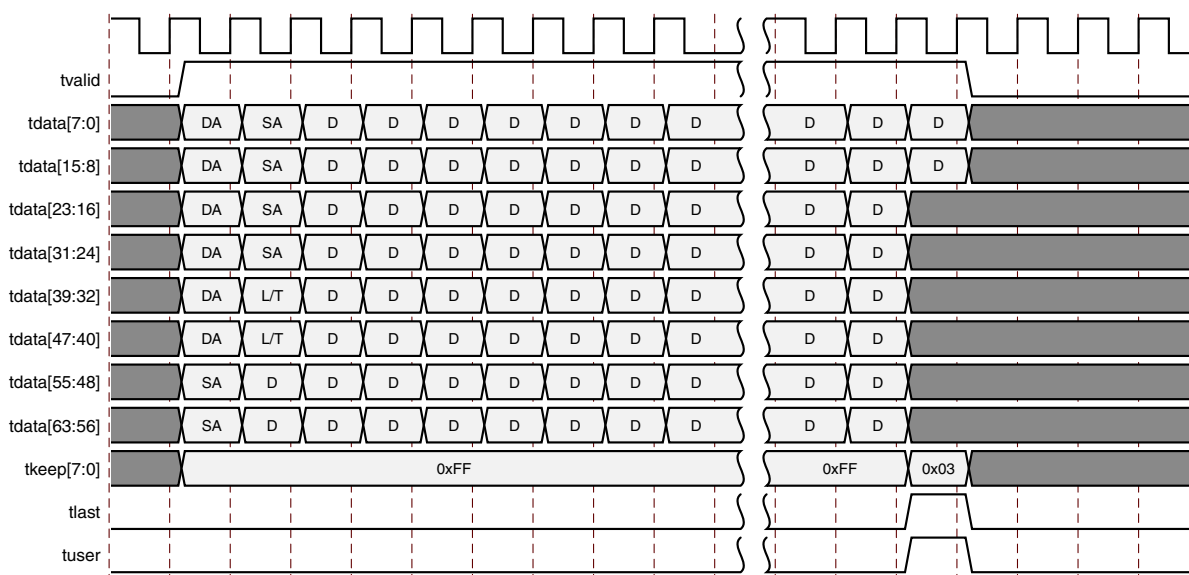 tvalid
tdata[7:0] DA SA D D D D D D D D D D
tdata[15:8] DA SA D D D D D D D D D D
tdata[23:16] DA SA D D D D D D D D D
tdata[31:24] DA SA D D D D D D D D D
tdata[39:32] DA L/T D D D D D D D D D
tdata[47:40] DA L/T D D D D D D D D D
tdata[55:48] SA D D D D D D D D D D
tdata[63:56] SA D D D D D D D D D D
tkeep[7:0] 0xFF 0xFF 0x03
tlast
tuser